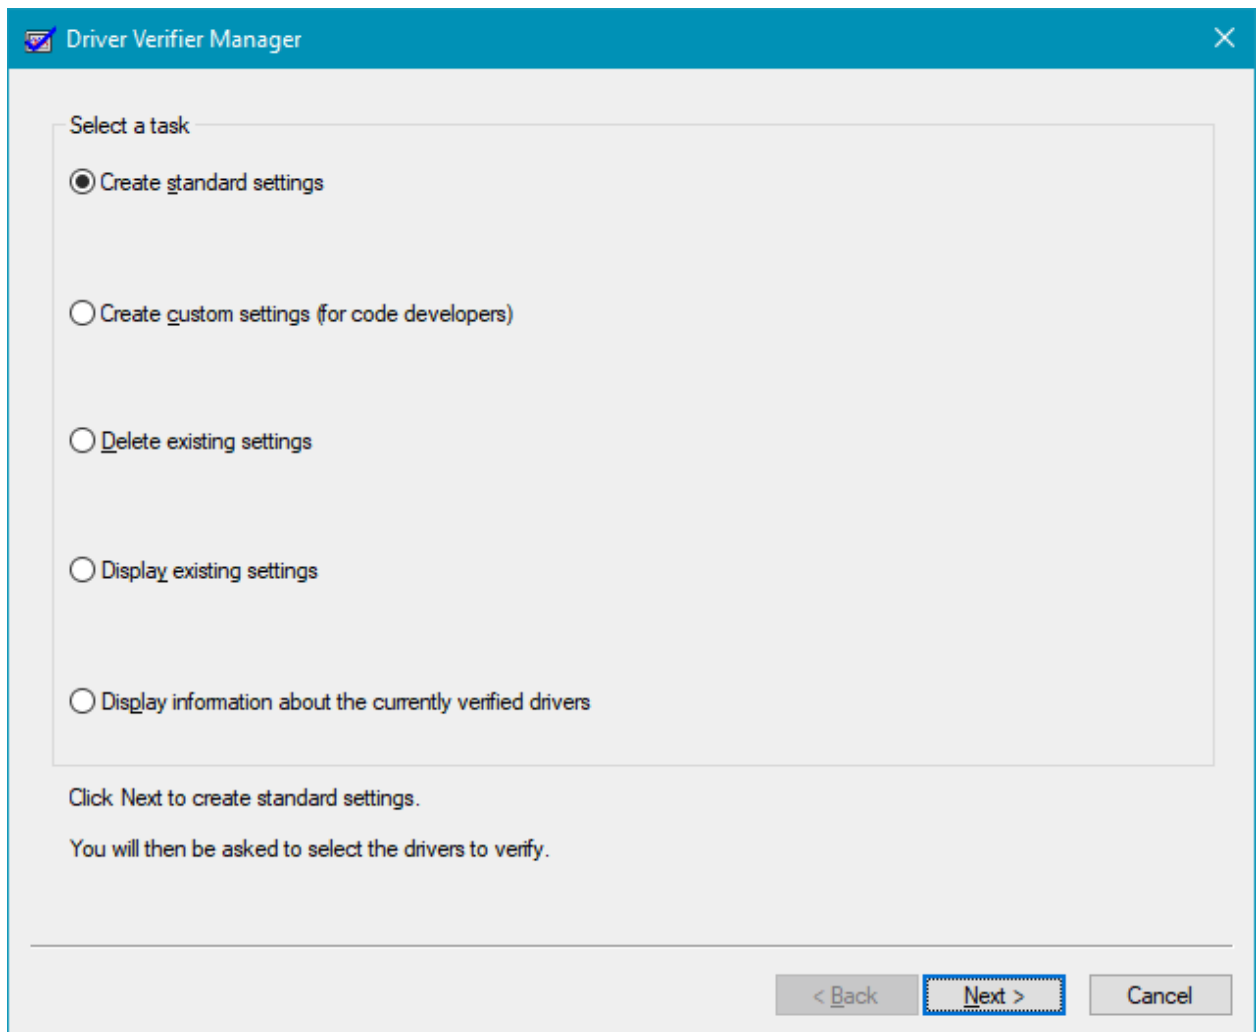 Driver Verifier Manager
Select a task
Create standard settings
Create custom settings (for code developers)
Delete existing settings
Display existing settings
Display information about the currently verified drivers
Click Next to create standard settings.
You will then be asked to select the drivers to verify.
< Back
Next >
Cancel